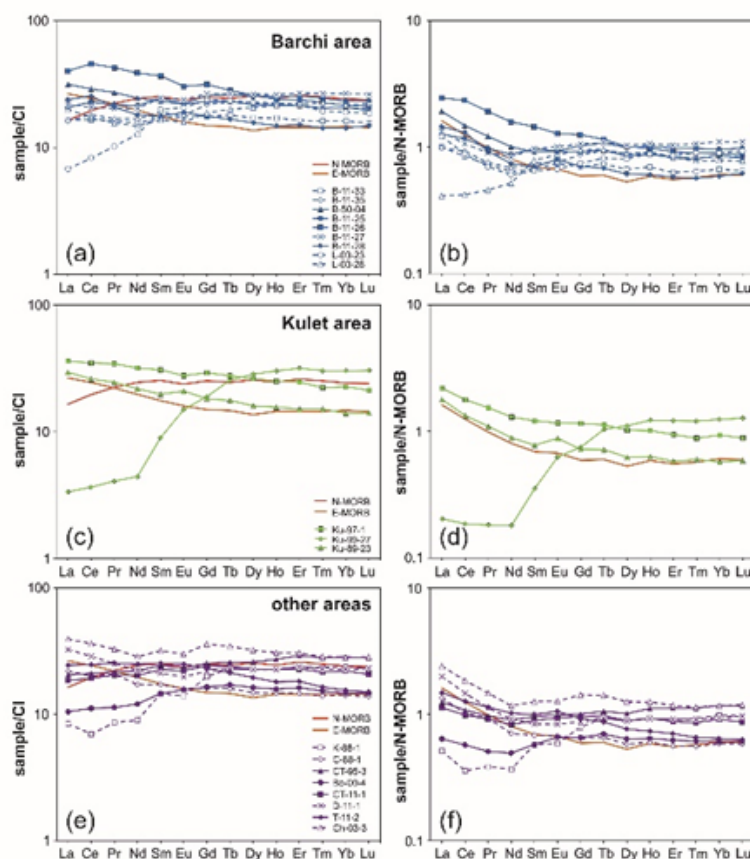 100
Barchi area
sample/CI
10
N-MORB
E-MORB
B-11-33
B-11-35
B-50-04
B-11-25
B-11-26
B-11-27
B-11-28
L-03-25
L-03-28
(a)
1
La Ce Pr Nd Sm Eu Gd Tb Dy Ho Er Tm Yb Lu
10
sample/N-MORB
1
(b)
0.1
La Ce Pr Nd Sm Eu Gd Tb Dy Ho Er Tm Yb Lu
100
Kulet area
sample/CI
10
N-MORB
E-MORB
Ku-97-1
Ku-99-27
Ku-89-23
(c)
1
La Ce Pr Nd Sm Eu Gd Tb Dy Ho Er Tm Yb Lu
10
sample/N-MORB
1
(d)
0.1
La Ce Pr Nd Sm Eu Gd Tb Dy Ho Er Tm Yb Lu
100
other areas
sample/CI
10
N-MORB
E-MORB
K-88-1
C-88-1
CT-95-3
CT-11-1
D-11-1
T-11-2
Ch-03-3
(e)
1
La Ce Pr Nd Sm Eu Gd Tb Dy Ho Er Tm Yb Lu
10
sample/N-MORB
1
(f)
0.1
La Ce Pr Nd Sm Eu Gd Tb Dy Ho Er Tm Yb Lu